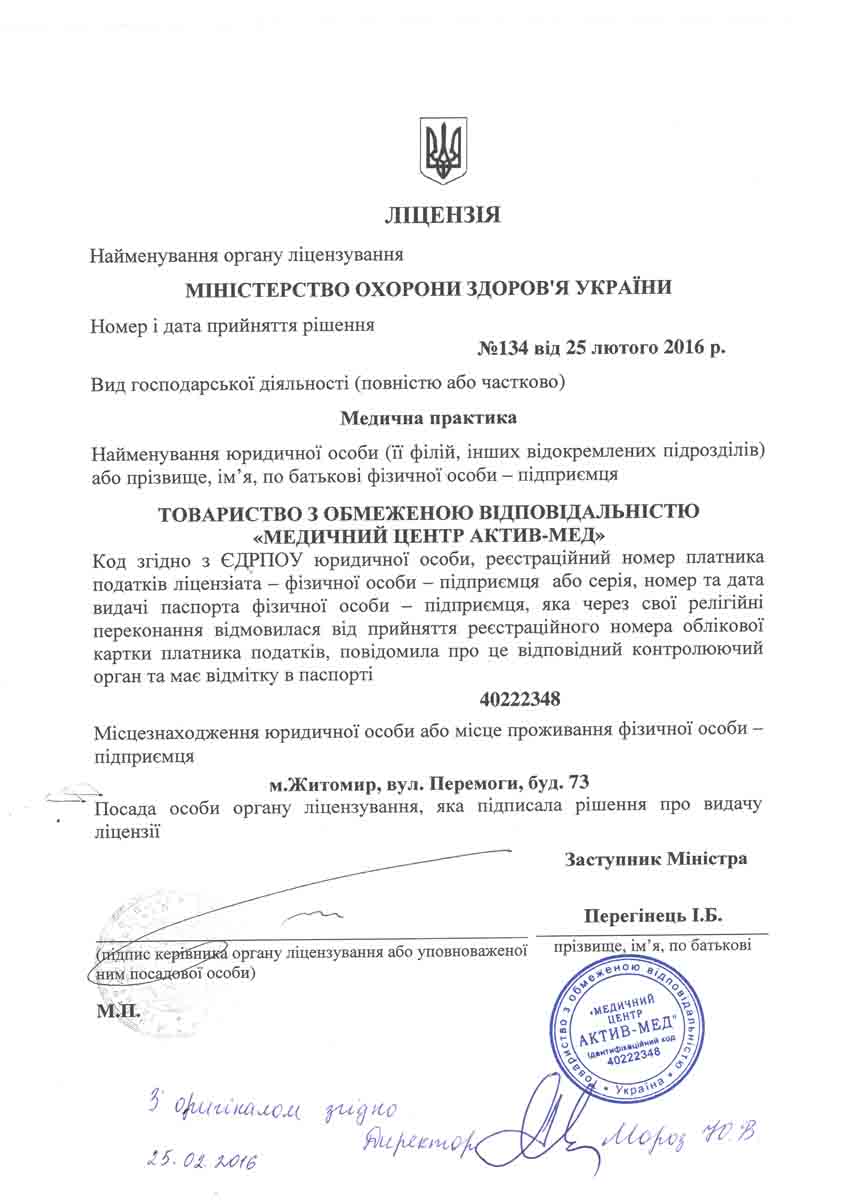 ЛІЦЕНЗІЯ
Найменування органу ліцензування
МІНІСТЕРСТВО ОХОРОНИ ЗДОРОВ'Я УКРАЇНИ
Номер і дата прийняття рішення
№134 від 25 лютого 2016 р.
Вид господарської діяльності (повністю або частково)
Медична практика
Найменування юридичної особи (її філій, інших відокремлених підрозділів)
або прізвище, ім’я, по батькові фізичної особи – підприємця
ТОВАРИСТВО З ОБМЕЖЕНОЮ ВІДПОВІДАЛЬНІСТЮ
«МЕДИЧНИЙ ЦЕНТР АКТИВ-МЕД»
Код згідно з ЄДРПОУ юридичної особи, реєстраційний номер платника
податків ліцензіата – фізичної особи – підприємця або серія, номер та дата
видачі паспорта фізичної особи – підприємця, яка через свої релігійні
переконання відмовилася від прийняття реєстраційного номера облікової
картки платника податків, повідомила про це відповідний контролюючий
орган та має відмітку в паспорті
40222348
Місцезнаходження юридичної особи або місце проживання фізичної особи –
підприємця
м.Житомир, вул. Перемоги, буд. 73
Посада особи органу ліцензування, яка підписала рішення про видачу
ліцензії
Заступник Міністра
Перегінець І.Б.
(підпис керівника органу ліцензування або уповноваженої
ним посадової особи)
прізвище, ім’я, по батькові
М.П.
Товариство з обмеженою відповідальністю
"МЕДИЧНИЙ
ЦЕНТР
АКТИВ-МЕД"
Ідентифікаційний код
40222348
* Україна *
З оригіналом згідно
Директор Мороз Ю.В
25.02.2016